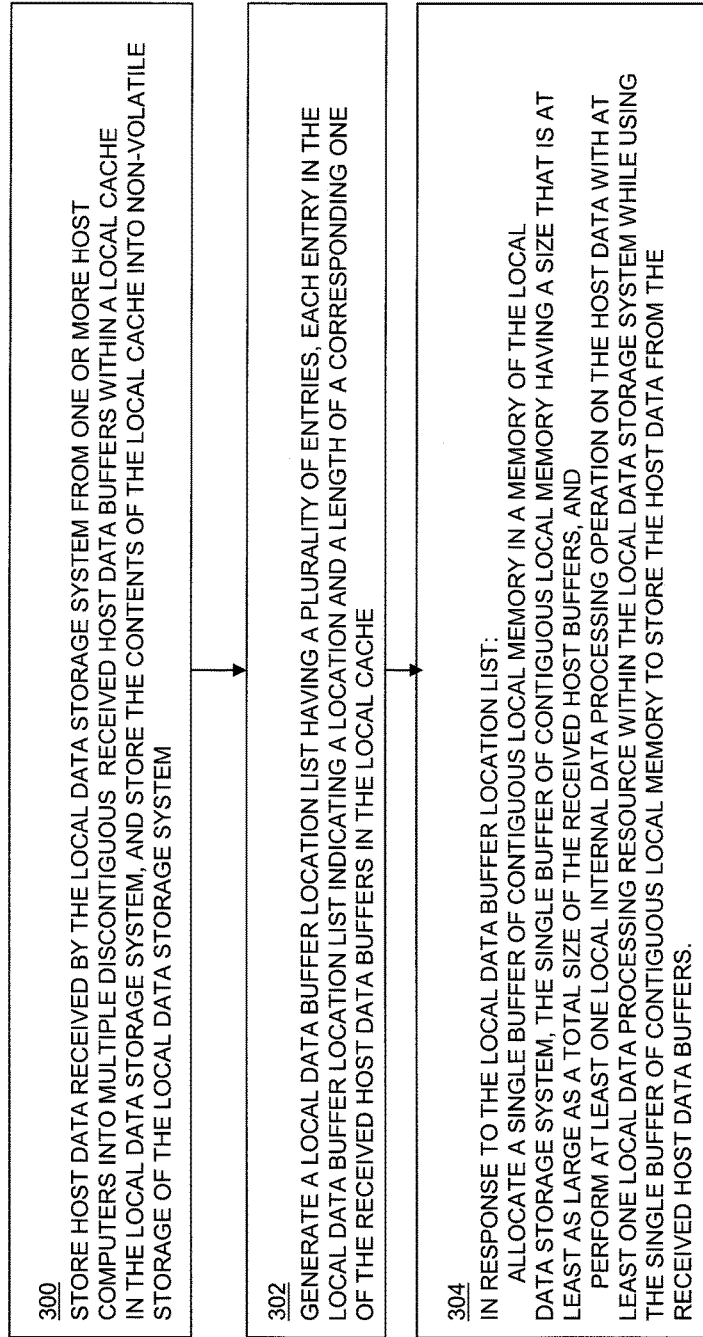 300
STORE HOST DATA RECEIVED BY THE LOCAL DATA STORAGE SYSTEM FROM ONE OR MORE HOST
COMPUTERS INTO MULTIPLE DISCONTIGUOUS RECEIVED HOST DATA BUFFERS WITHIN A LOCAL CACHE
IN THE LOCAL DATA STORAGE SYSTEM, AND STORE THE CONTENTS OF THE LOCAL CACHE INTO NON-VOLATILE
STORAGE OF THE LOCAL DATA STORAGE SYSTEM
302
GENERATE A LOCAL DATA BUFFER LOCATION LIST HAVING A PLURALITY OF ENTRIES, EACH ENTRY IN THE
LOCAL DATA BUFFER LOCATION LIST INDICATING A LOCATION AND A LENGTH OF A CORRESPONDING ONE
OF THE RECEIVED HOST DATA BUFFERS IN THE LOCAL CACHE
304
IN RESPONSE TO THE LOCAL DATA BUFFER LOCATION LIST:
ALLOCATE A SINGLE BUFFER OF CONTIGUOUS LOCAL MEMORY IN A MEMORY OF THE LOCAL
DATA STORAGE SYSTEM, THE SINGLE BUFFER OF CONTIGUOUS LOCAL MEMORY HAVING A SIZE THAT IS AT
LEAST AS LARGE AS A TOTAL SIZE OF THE RECEIVED HOST BUFFERS, AND
PERFORM AT LEAST ONE LOCAL INTERNAL DATA PROCESSING OPERATION ON THE HOST DATA WITH AT
LEAST ONE LOCAL DATA PROCESSING RESOURCE WITHIN THE LOCAL DATA STORAGE SYSTEM WHILE USING
THE SINGLE BUFFER OF CONTIGUOUS LOCAL MEMORY TO STORE THE HOST DATA FROM THE
RECEIVED HOST DATA BUFFERS.